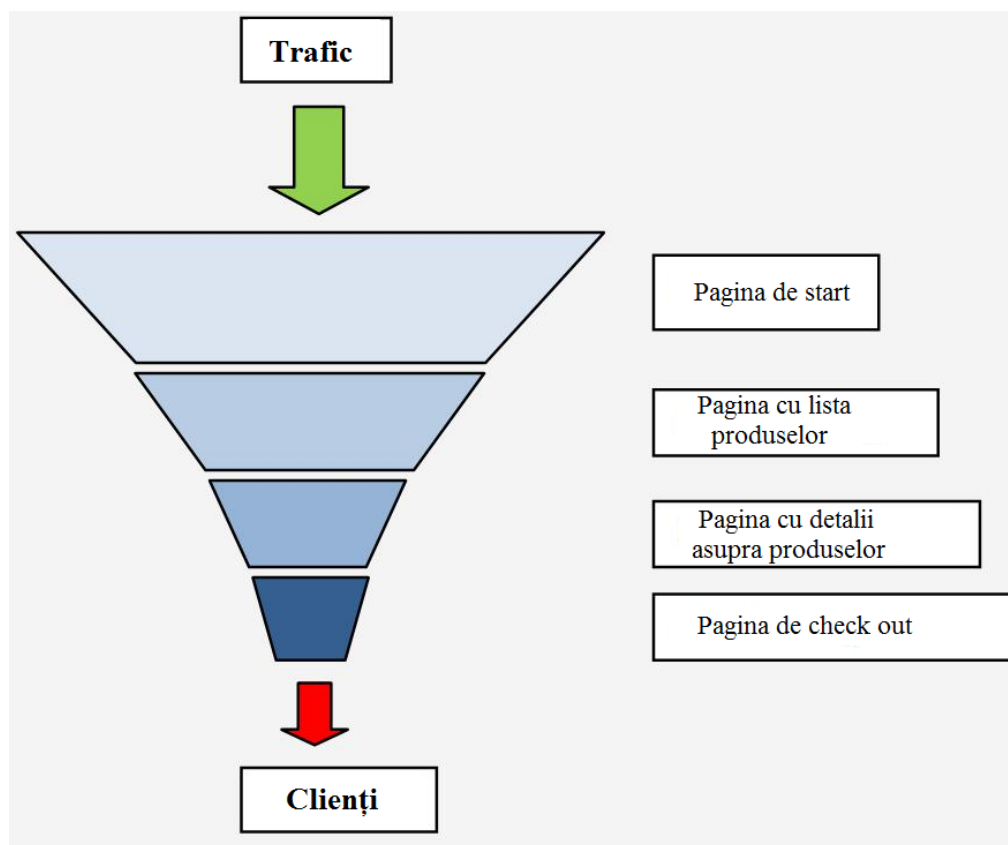 Trafic
Pagina de start
Pagina cu lista
produselor
Pagina cu detalii
asupra produselor
Pagina de check out
Clienți